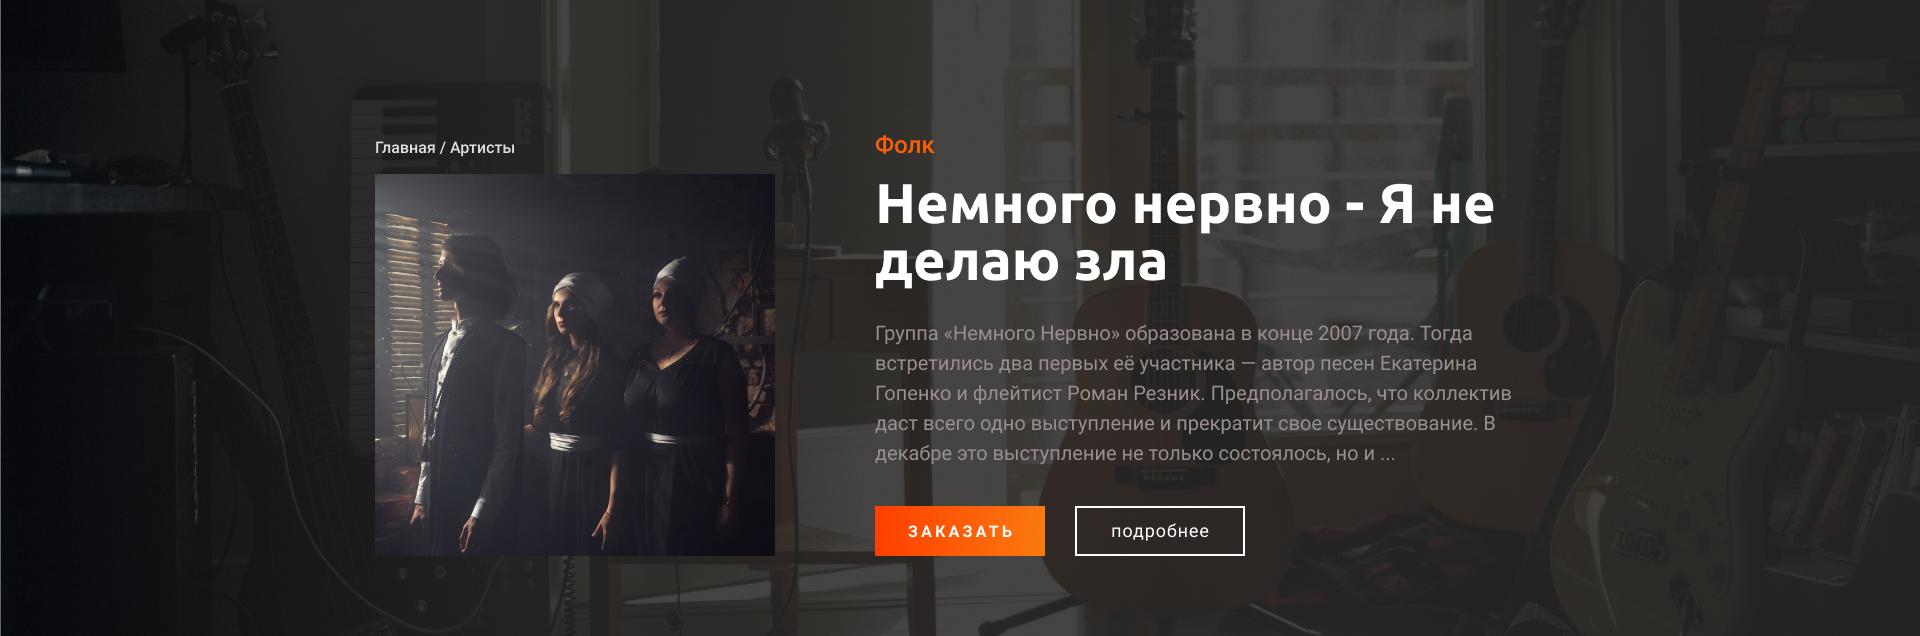 Главная / Артисты
Фолк
Немного нервно - Я не
делаю зла
Группа «Немного Нервно» образована в конце 2007 года. Тогда
встретились два первых её участника — автор песен Екатерина
Гопенко и флейтист Роман Резник. Предполагалось, что коллектив
даст всего одно выступление и прекратит свое существование. В
декабре это выступление не только состоялось, но и ...
ЗАКАЗАТЬ
подробнее